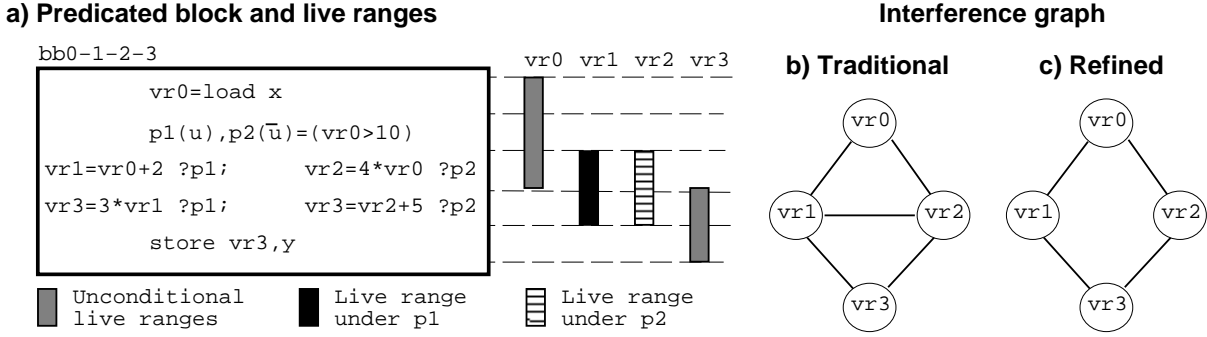 a) Predicated block and live ranges
Interference graph
bb0-1-2-3
vr0 vr1 vr2 vr3
b) Traditional
c) Refined
vr0=load x
p1(u),p2(u̅)=(vr0>10)
vr1=vr0+2 ?p1; vr2=4*vr0 ?p2
vr3=3*vr1 ?p1; vr3=vr2+5 ?p2
store vr3,y
vr0
vr1
vr2
vr3
vr0
vr1
vr2
vr3
Unconditional
live ranges
Live range
under p1
Live range
under p2